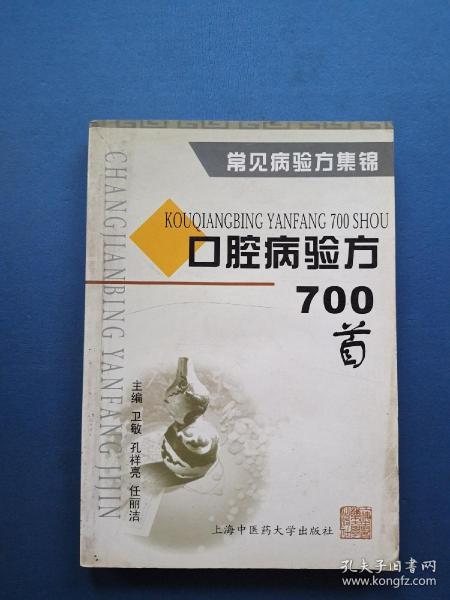 常见病验方集锦
KOUQIANGBING YANFANG 700 SHOU
口腔病验方
700
首
CHANGJIANBING YANFANG JIJIN
主编 卫敏 孔祥亮 任丽洁
上海中医药大学出版社
孔夫子旧书网
www.kongfz.com